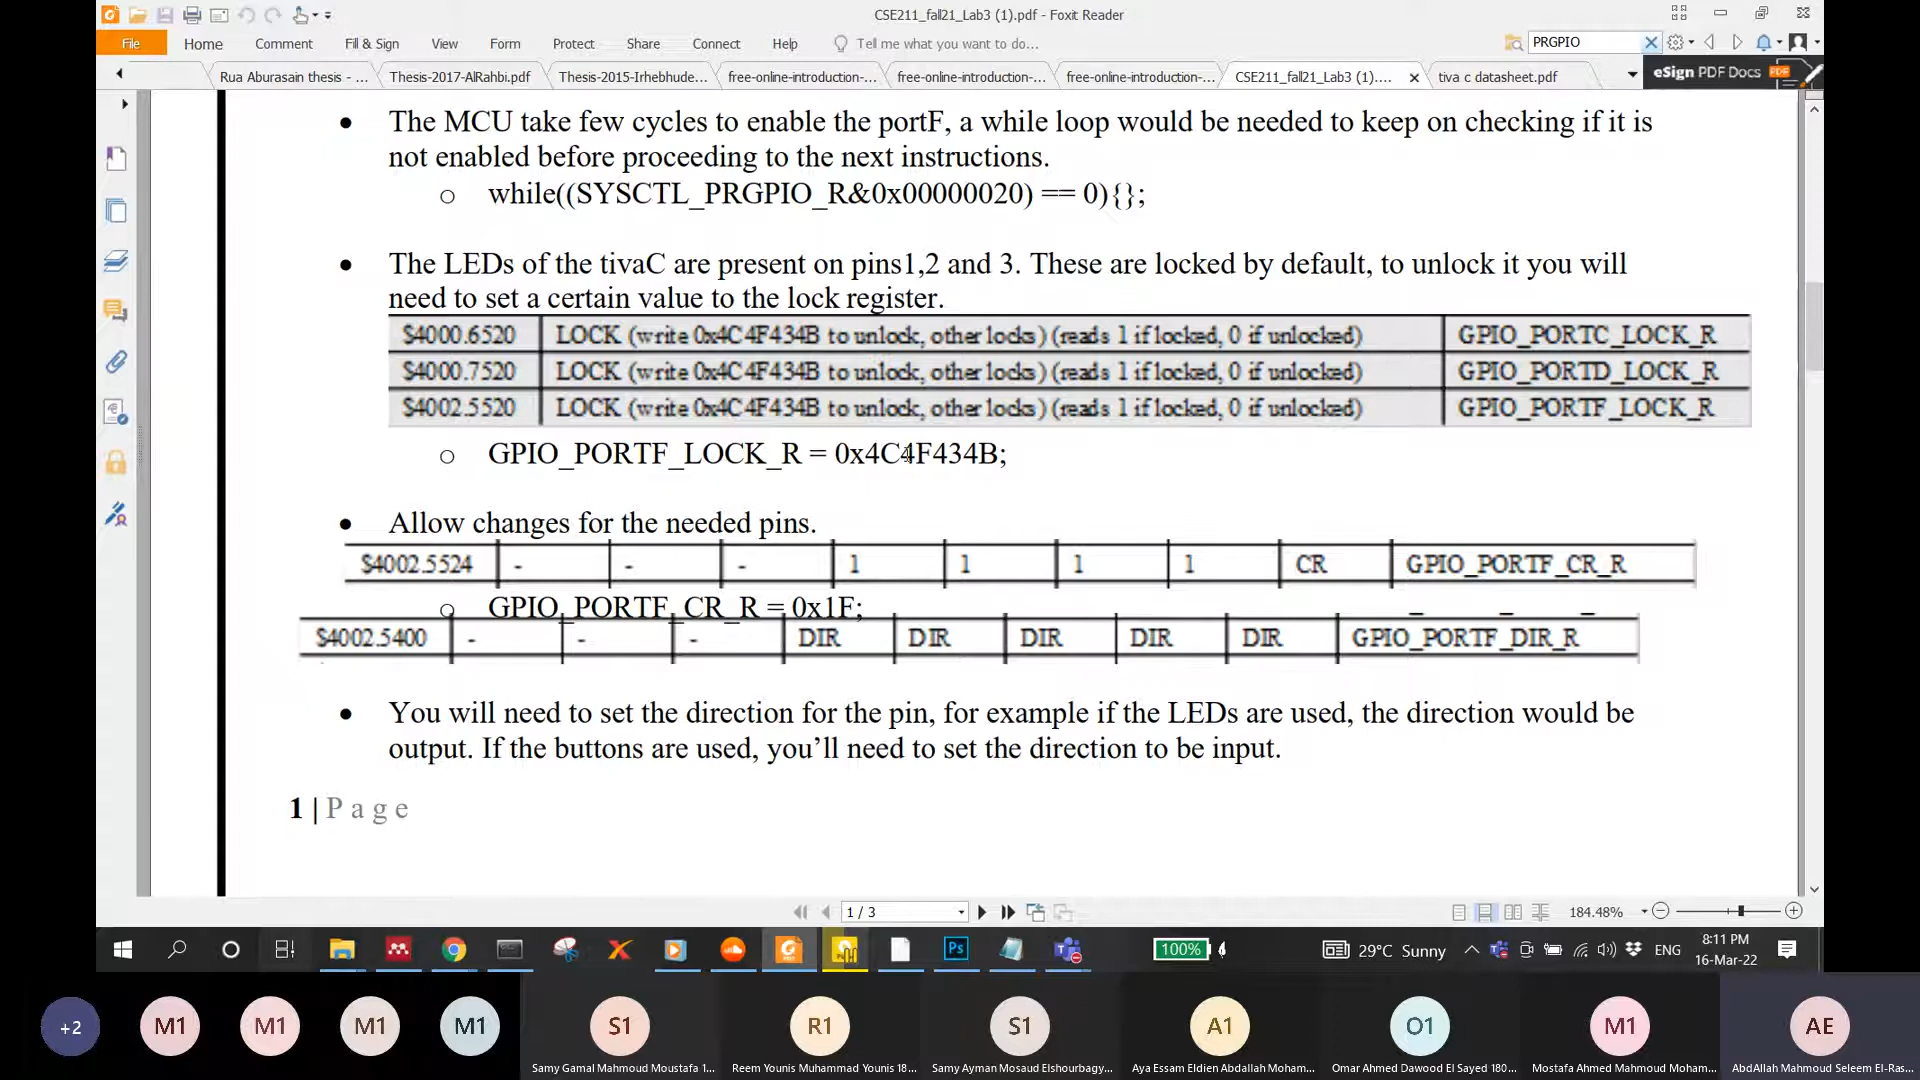 CSE211_fall21_Lab3 (1).pdf - Foxit Reader
File Home Comment Fill & Sign View Form Protect Share Connect Help Tell me what you want to do... PRGPIO
Rua Aburasain thesis - ... Thesis-2017-AlRahbi.pdf Thesis-2015-Irhebhude... free-online-introduction-... free-online-introduction-... free-online-introduction-... CSE211_fall21_Lab3 (1).... tiva c datasheet.pdf eSign PDF Docs
• The MCU take few cycles to enable the portF, a while loop would be needed to keep on checking if it is
not enabled before proceeding to the next instructions.
o while((SYSCTL_PRGPIO_R&0x00000020) == 0){};
• The LEDs of the tivaC are present on pins1,2 and 3. These are locked by default, to unlock it you will
need to set a certain value to the lock register.
$4000.6520 LOCK (write 0x4C4F434B to unlock, other locks) (reads 1 if locked, 0 if unlocked) GPIO_PORTC_LOCK_R
$4000.7520 LOCK (write 0x4C4F434B to unlock, other locks) (reads 1 if locked, 0 if unlocked) GPIO_PORTD_LOCK_R
$4002.5520 LOCK (write 0x4C4F434B to unlock, other locks) (reads 1 if locked, 0 if unlocked) GPIO_PORTF_LOCK_R
o GPIO_PORTF_LOCK_R = 0x4C4F434B;
• Allow changes for the needed pins.
$4002.5524 - - - 1 1 1 1 CR GPIO_PORTF_CR_R
o GPIO_PORTF_CR_R = 0x1F;
$4002.5400 - - - DIR DIR DIR DIR DIR GPIO_PORTF_DIR_R
• You will need to set the direction for the pin, for example if the LEDs are used, the direction would be
output. If the buttons are used, you’ll need to set the direction to be input.
1 | P a g e
1 / 3 184.48%
100% 29°C Sunny ENG 8:11 PM
16-Mar-22
+2 M1 M1 M1 M1 S1 R1 S1 A1 O1 M1 AE
Samy Gamal Mahmoud Moustafa 1... Reem Younis Muhammad Younis 18... Samy Ayman Mosaud Elshourbagy... Aya Essam Eldien Abdallah Moham... Omar Ahmed Dawood El Sayed 180... Mostafa Ahmed Mahmoud Moham... AbdAllah Mahmoud Seleem El-Ras...